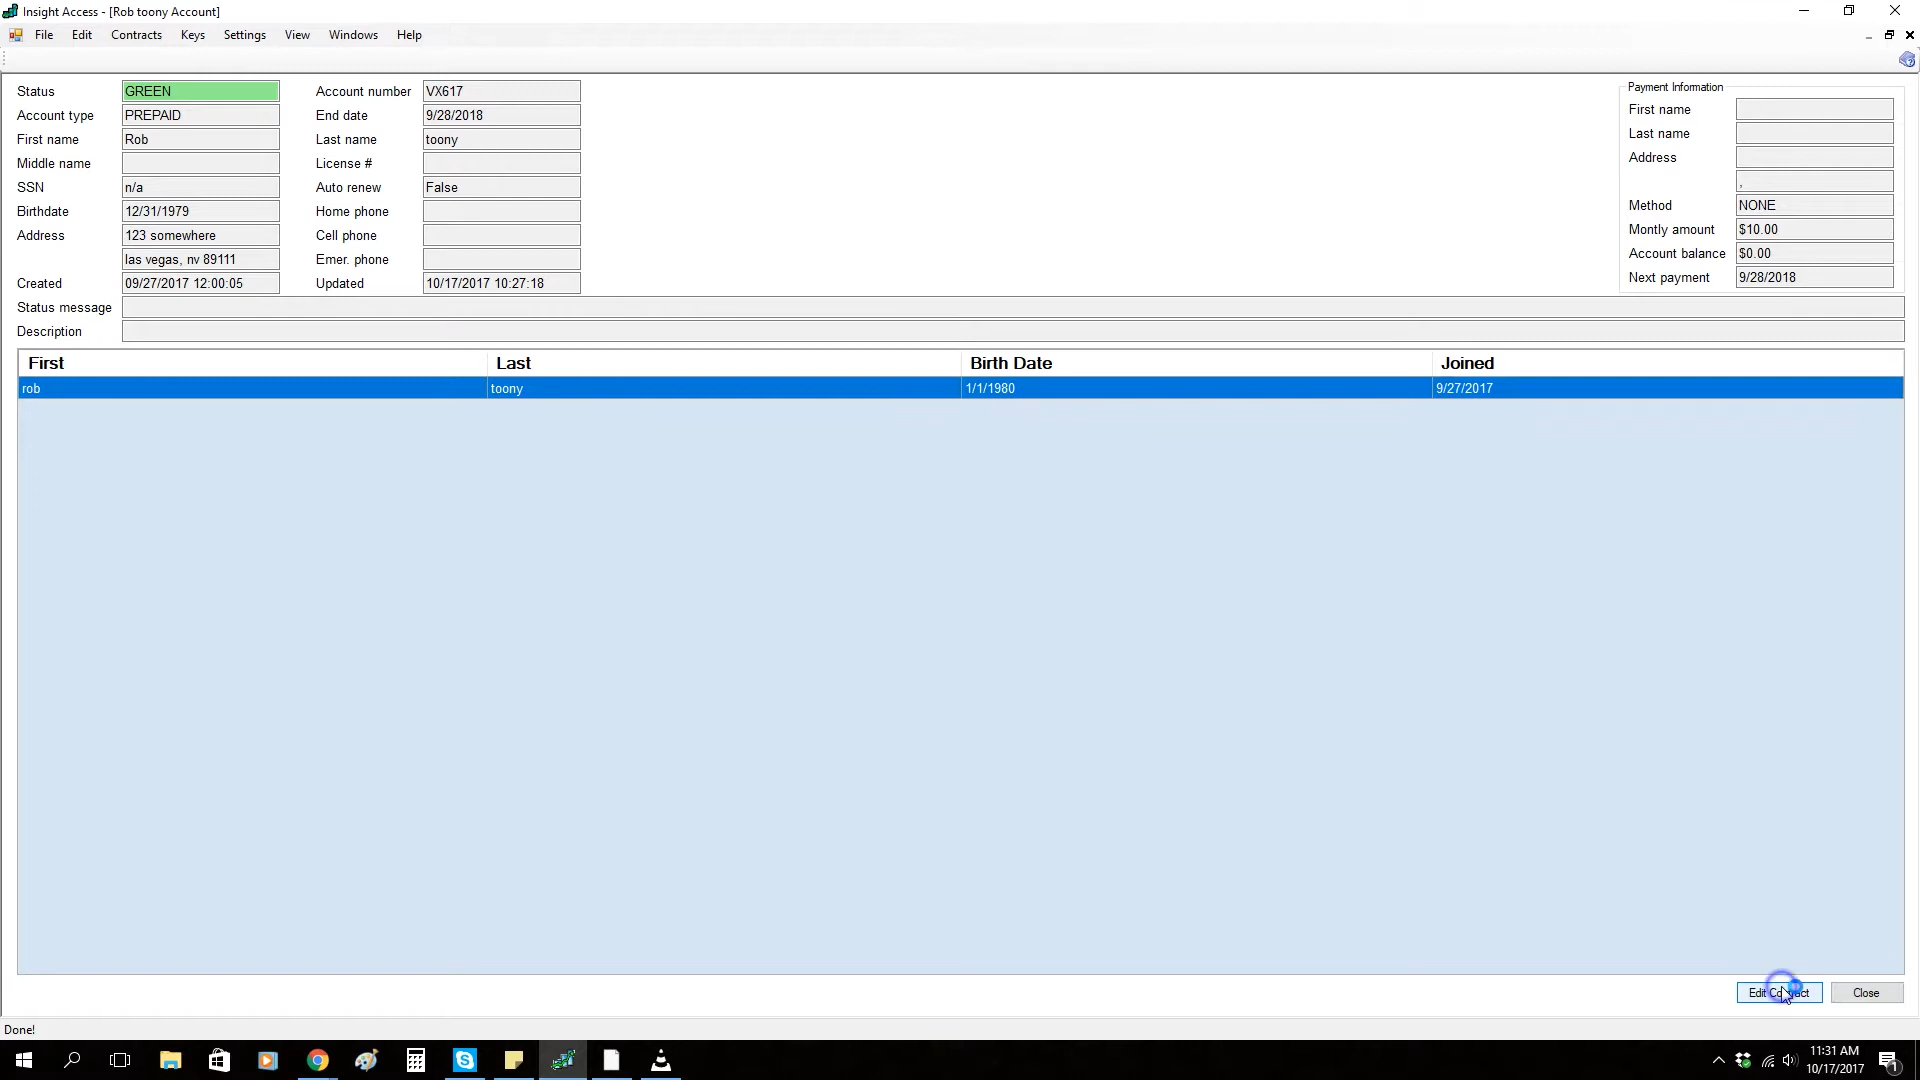 Insight Access - [Rob toony Account]
File Edit Contracts Keys Settings View Windows Help
Status GREEN Account number VX617
Account type PREPAID End date 9/28/2018
First name Rob Last name toony
Middle name License #
SSN n/a Auto renew False
Birthdate 12/31/1979 Home phone
Address 123 somewhere Cell phone
las vegas, nv 89111 Emer. phone
Created 09/27/2017 12:00:05 Updated 10/17/2017 10:27:18
Status message
Description
Payment Information
First name
Last name
Address
,
Method NONE
Montly amount $10.00
Account balance $0.00
Next payment 9/28/2018
First Last Birth Date Joined
rob toony 1/1/1980 9/27/2017
Edit Contract Close
Done!
11:31 AM
10/17/2017
1